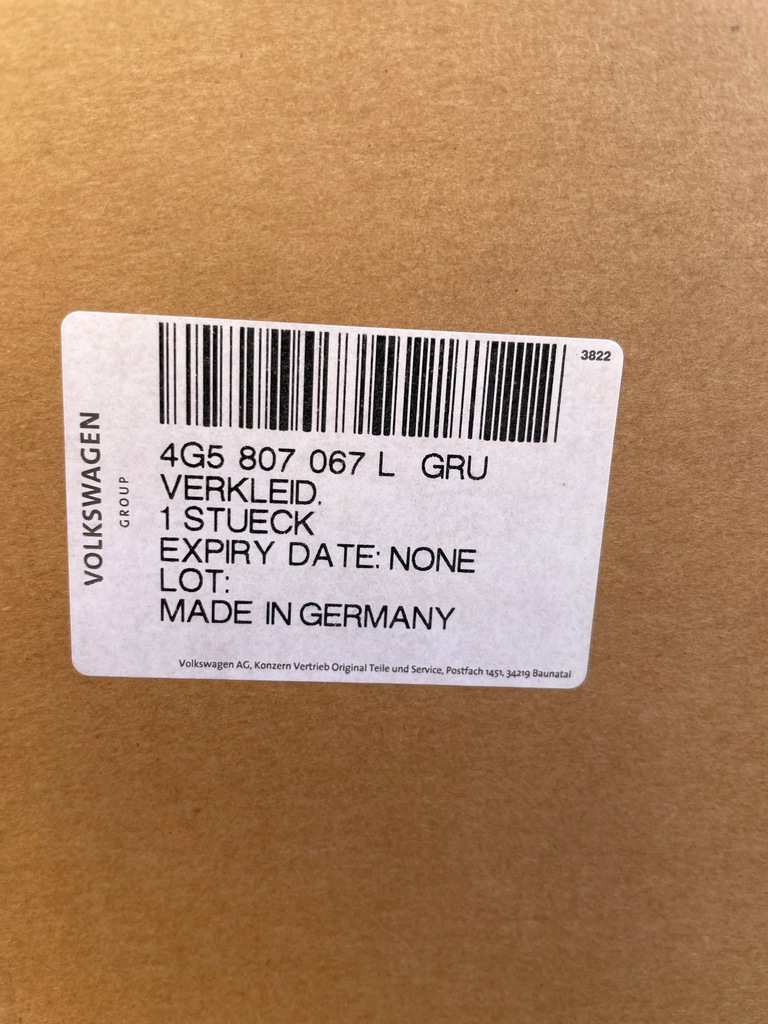 3822
VOLKSWAGEN
GROUP
4G5 807 067 L GRU
VERKLEID.
1 STUECK
EXPIRY DATE: NONE
LOT:
MADE IN GERMANY
Volkswagen AG, Konzern Vertrieb Original Teile und Service, Postfach 1451, 34219 Baunatal